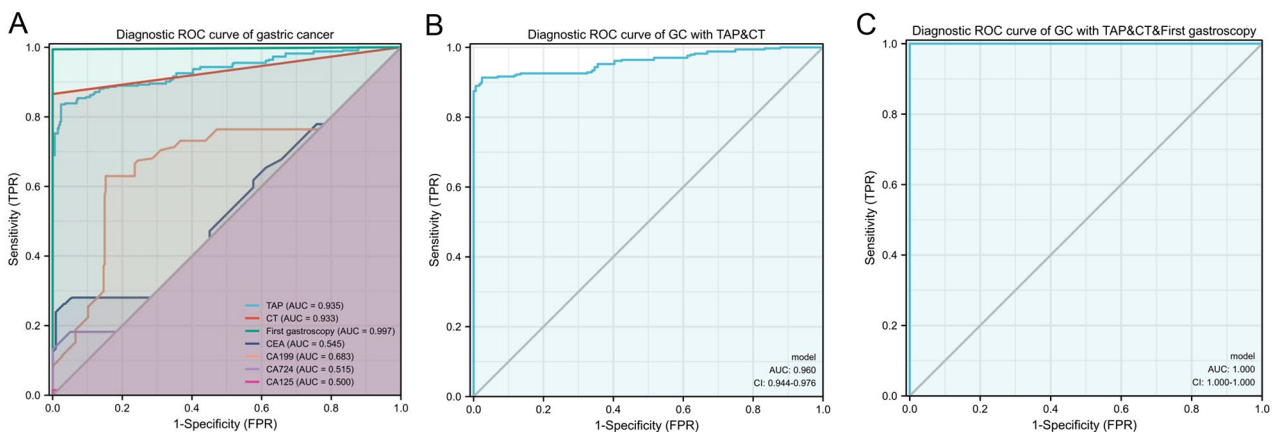 A
Diagnostic ROC curve of gastric cancer
1.0
0.8
0.6
0.4
0.2
0.0
Sensitivity (TPR)
TAP (AUC = 0.935)
CT (AUC = 0.933)
First gastroscopy (AUC = 0.997)
CEA (AUC = 0.545)
CA199 (AUC = 0.683)
CA724 (AUC = 0.515)
CA125 (AUC = 0.500)
0.0 0.2 0.4 0.6 0.8 1.0
1-Specificity (FPR)
B
Diagnostic ROC curve of GC with TAP&CT
1.0
0.8
0.6
0.4
0.2
0.0
Sensitivity (TPR)
model
AUC: 0.960
CI: 0.944-0.976
0.0 0.2 0.4 0.6 0.8 1.0
1-Specificity (FPR)
C
Diagnostic ROC curve of GC with TAP&CT&First gastroscopy
1.0
0.8
0.6
0.4
0.2
0.0
Sensitivity (TPR)
model
AUC: 1.000
CI: 1.000-1.000
0.0 0.2 0.4 0.6 0.8 1.0
1-Specificity (FPR)